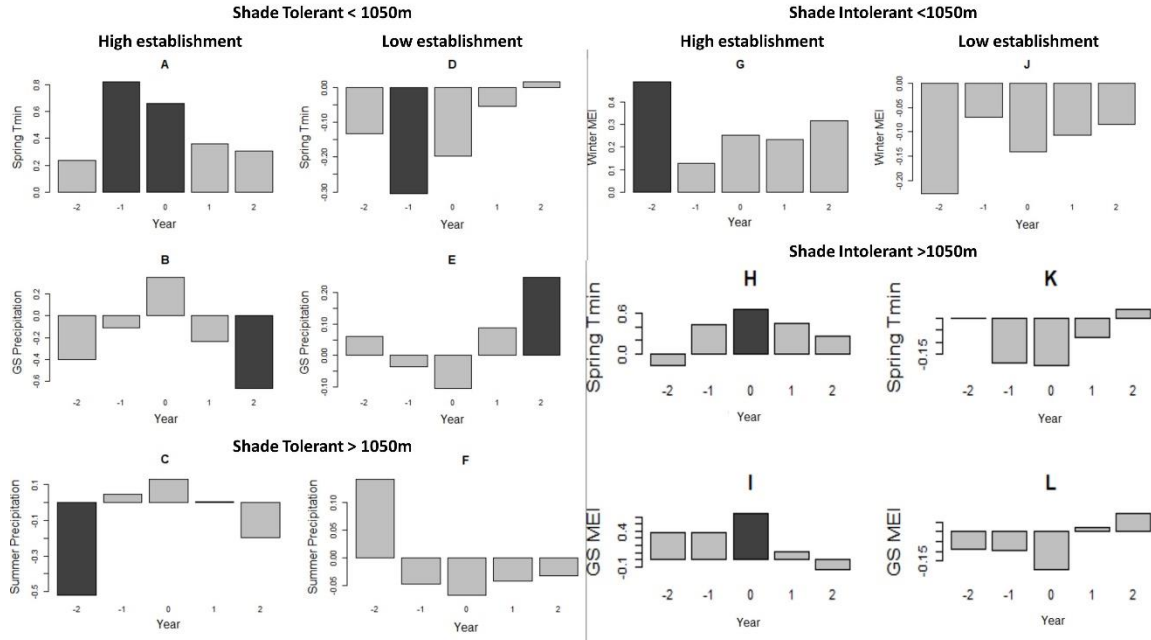 Shade Tolerant < 1050m
High establishment
Low establishment
A
Spring Tmin
0.8
0.6
0.4
0.2
0.0
-2 -1 0 1 2
Year
D
Spring Tmin
0.00
-0.10
-0.20
-0.30
-2 -1 0 1 2
Year
B
GS Precipitation
0.2
0.0
-0.2
-0.4
-0.6
-2 -1 0 1 2
Year
E
GS Precipitation
0.20
0.10
0.00
-0.10
-2 -1 0 1 2
Year
Shade Tolerant > 1050m
C
Summer Precipitation
0.1
-0.1
-0.3
-0.5
-2 -1 0 1 2
Year
F
Summer Precipitation
0.10
0.05
0.00
-0.05
-2 -1 0 1 2
Year
Shade Intolerant <1050m
High establishment
Low establishment
G
Winter MEI
0.4
0.3
0.2
0.1
0.0
-2 -1 0 1 2
Year
J
Winter MEI
0.00
-0.05
-0.10
-0.15
-0.20
-2 -1 0 1 2
Year
Shade Intolerant >1050m
H
Spring Tmin
0.6
0.0
-2 -1 0 1 2
Year
K
Spring Tmin
-0.15
-2 -1 0 1 2
Year
I
GS MEI
0.4
-0.1
-2 -1 0 1 2
Year
L
GS MEI
-0.15
-2 -1 0 1 2
Year